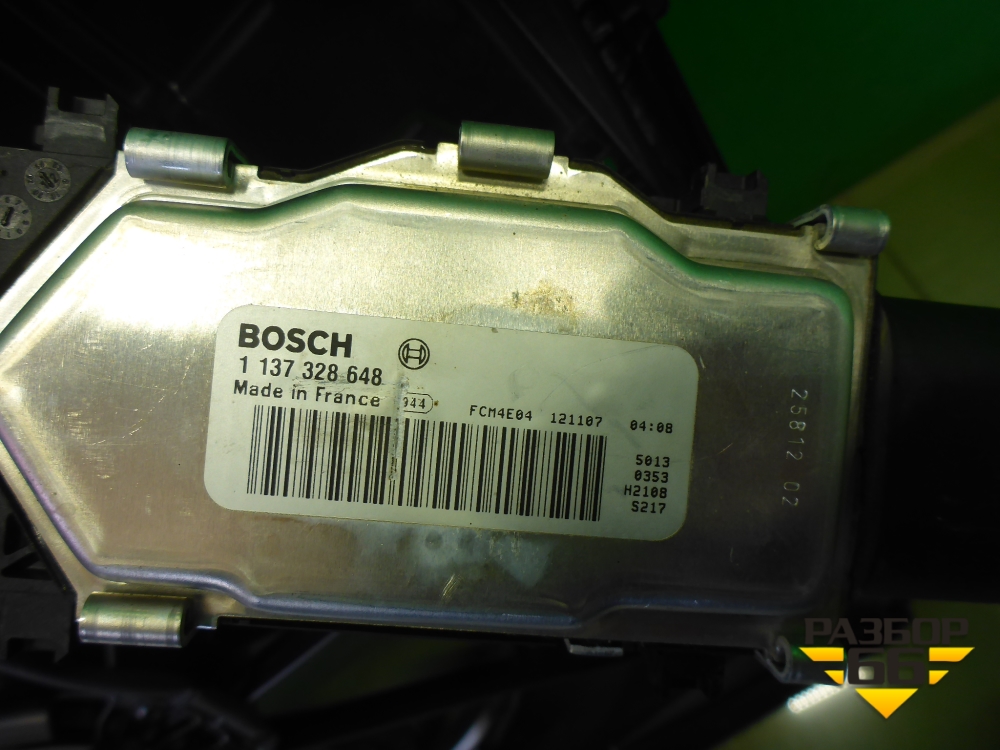 BOSCH
1 137 328 648
Made in France 944
FCM4E04 121107 04:08
5013
0353
H2108
S217
25812 02
РАЗБОР
66